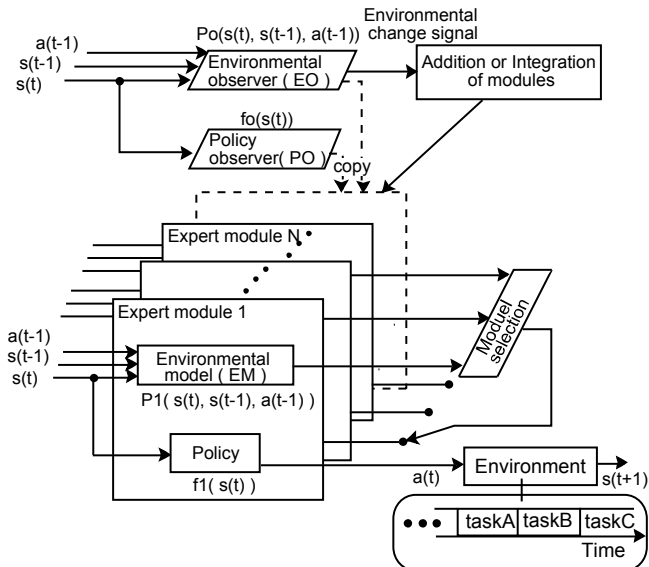 Po(s(t), s(t-1), a(t-1))
Environmental
change signal
a(t-1)
s(t-1)
s(t)
Environmental
observer ( EO )
Addition or Integration
of modules
fo(s(t))
Policy
observer( PO )
copy
Expert module N
Expert module 1
a(t-1)
s(t-1)
s(t)
Environmental
model ( EM )
P1( s(t), s(t-1), a(t-1) )
Moduel
selection
Policy
f1( s(t) )
a(t)
Environment
s(t+1)
taskA
taskB
taskC
Time